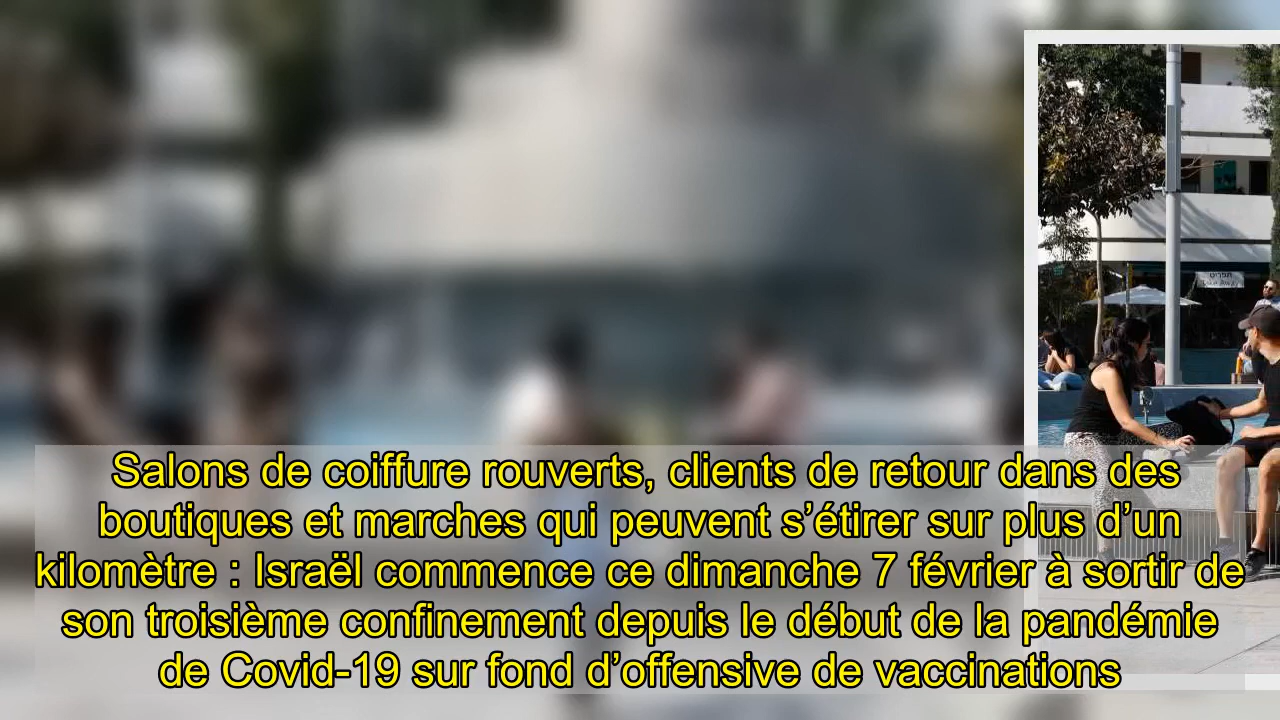 תפריט
Salons de coiffure rouverts, clients de retour dans des
boutiques et marches qui peuvent s’étirer sur plus d’un
kilomètre : Israël commence ce dimanche 7 février à sortir de
son troisième confinement depuis le début de la pandémie
de Covid-19 sur fond d’offensive de vaccinations